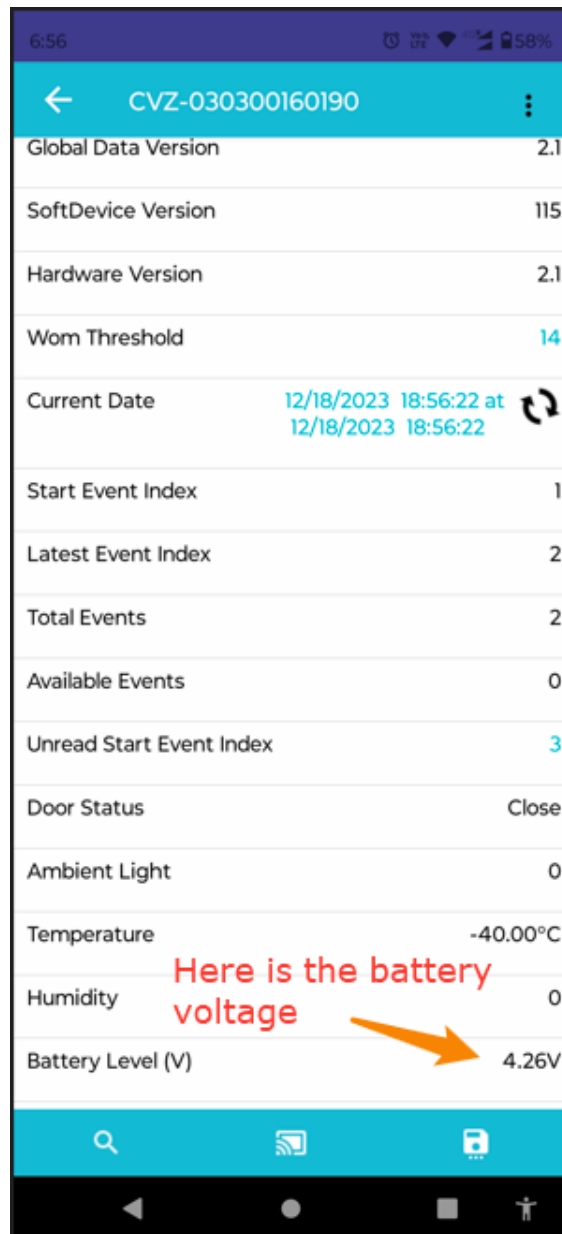 6:56 58%
CVZ-030300160190
Global Data Version 2.1
SoftDevice Version 115
Hardware Version 2.1
Wom Threshold 14
Current Date 12/18/2023 18:56:22 at
12/18/2023 18:56:22
Start Event Index 1
Latest Event Index 2
Total Events 2
Available Events 0
Unread Start Event Index 3
Door Status Close
Ambient Light 0
Temperature -40.00°C
Here is the battery
voltage
Humidity 0
Battery Level (V) 4.26V